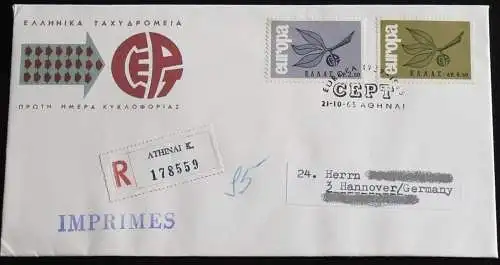 ΕΛΛΗΝΙΚΑ ΤΑΧΥΔΡΟΜΕΙΑ
CEPT
ΠΡΩΤΗ ΗΜΕΡΑ ΚΥΚΛΟΦΟΡΙΑΣ
europa
ΕΛΛΑΣ
europa
ΕΛΛΑΣ
CEPT
21-10-65 ΑΘΗΝΑΙ
R
ATHINAI K.
178559
24. Herrn
3 Hannover/Germany
IMPRIMES